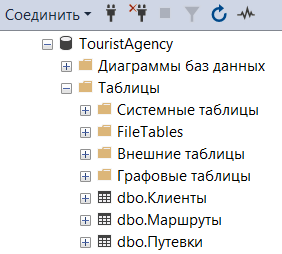 Соединить
TouristAgency
Диаграммы баз данных
Таблицы
Системные таблицы
FileTables
Внешние таблицы
Графовые таблицы
dbo.Клиенты
dbo.Маршруты
dbo.Путевки